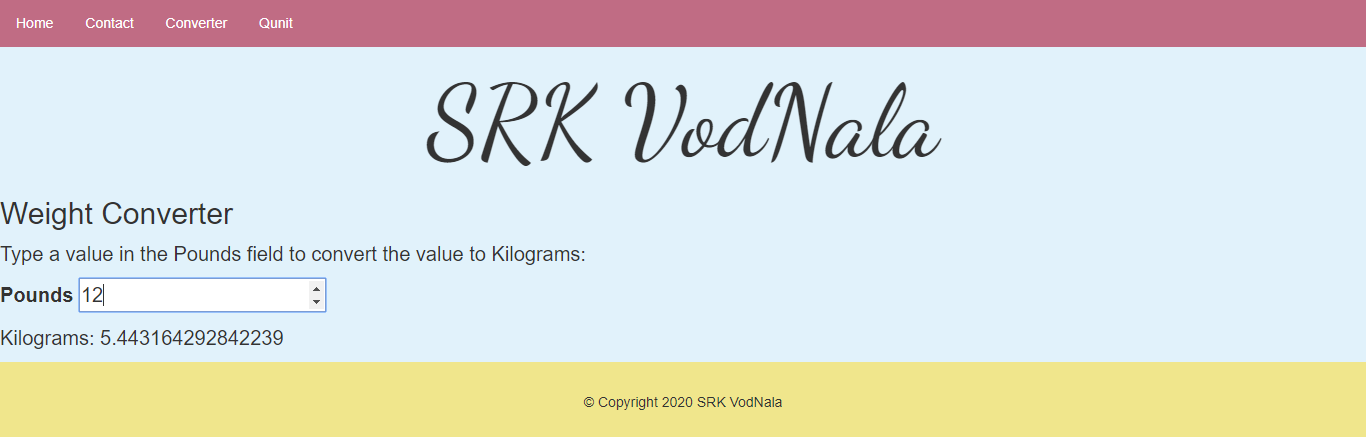 Home Contact Converter Qunit
SRK VodNala
Weight Converter
Type a value in the Pounds field to convert the value to Kilograms:
Pounds 12
Kilograms: 5.443164292842239
© Copyright 2020 SRK VodNala